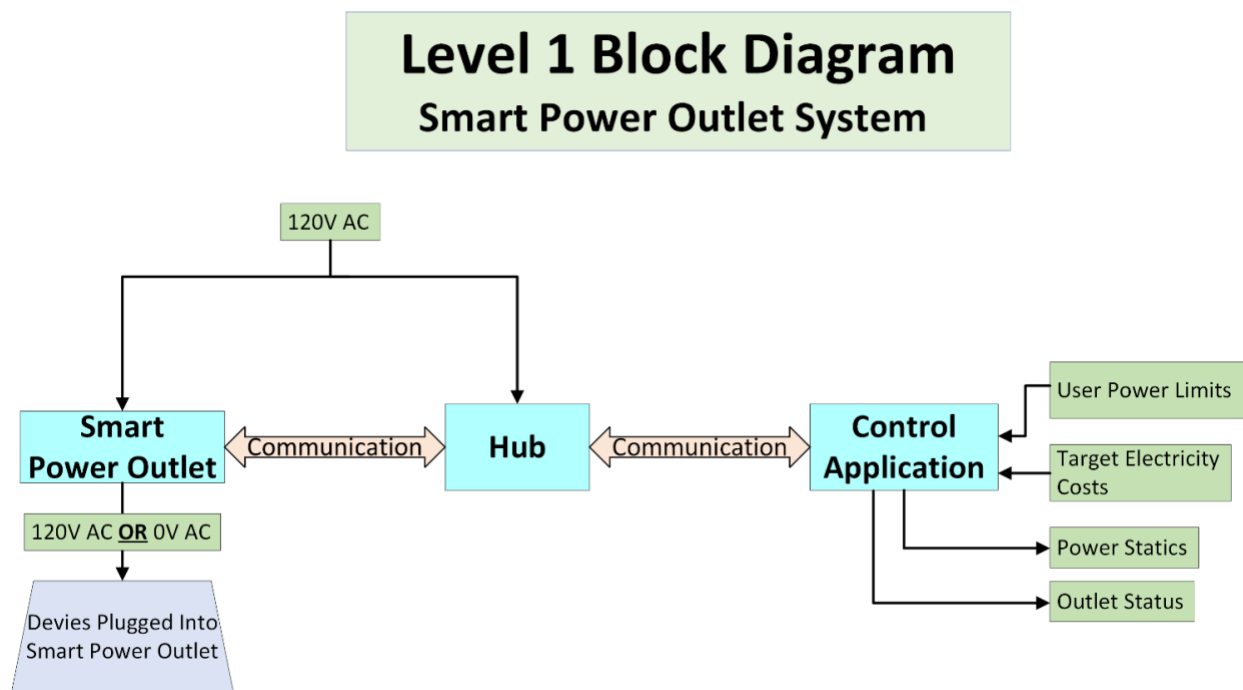 Level 1 Block Diagram
Smart Power Outlet System
120V AC
Smart
Power Outlet
Communication
Hub
Communication
Control
Application
User Power Limits
Target Electricity
Costs
Power Statics
Outlet Status
120V AC OR 0V AC
Devies Plugged Into
Smart Power Outlet